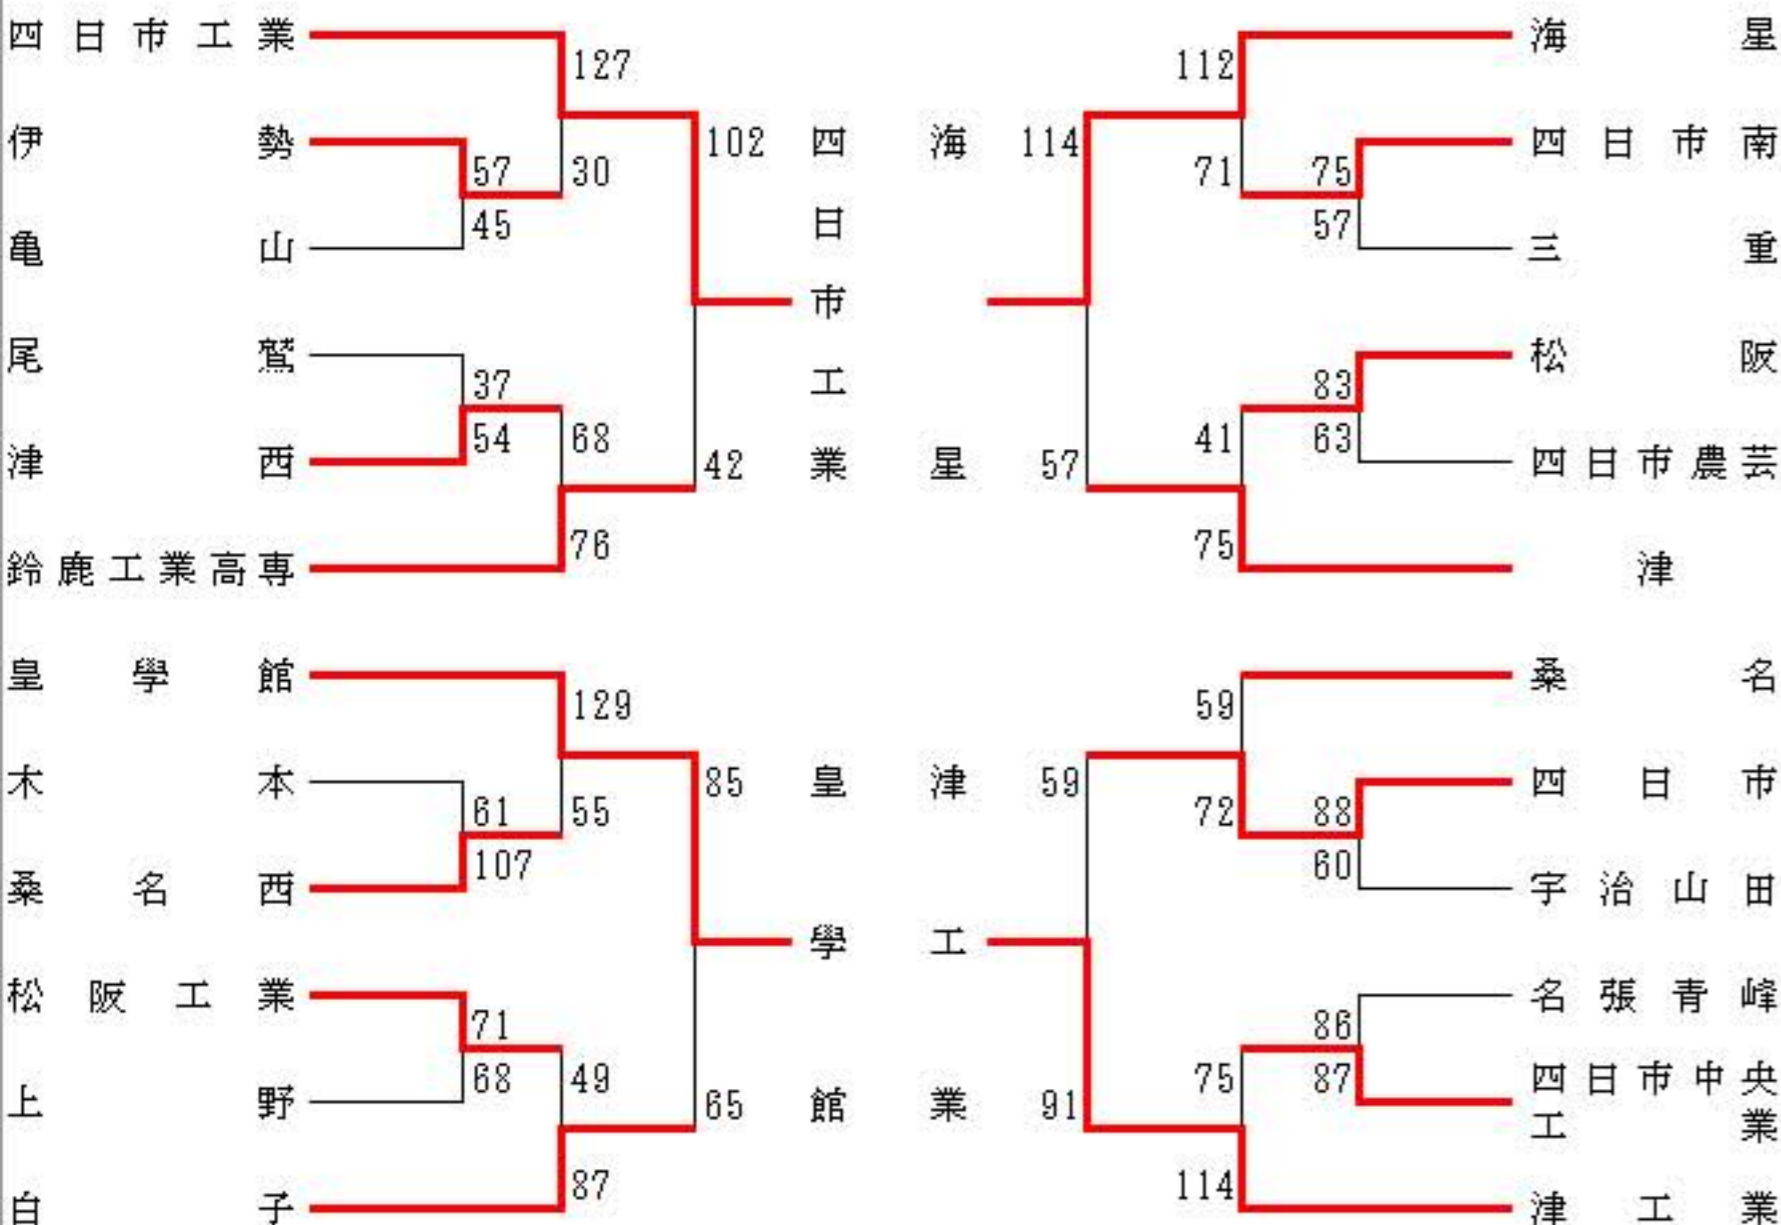 四日市工業
伊勢
亀山
尾鷲
津西
鈴鹿工業高専
57
45
37
54
127
30
68
76
102
42
四日市工業
皇學館
木本
桑名西
松阪工業
上野
白子
61
107
71
68
129
55
49
87
85
65
皇學館
海星
114
57
112
71
41
75
75
57
83
63
海星
四日市南
三重
松阪
四日市農芸
津
津工業
59
91
59
72
75
114
88
60
86
87
桑名
四日市
宇治山田
名張青峰
四日市中央
工業
津工業